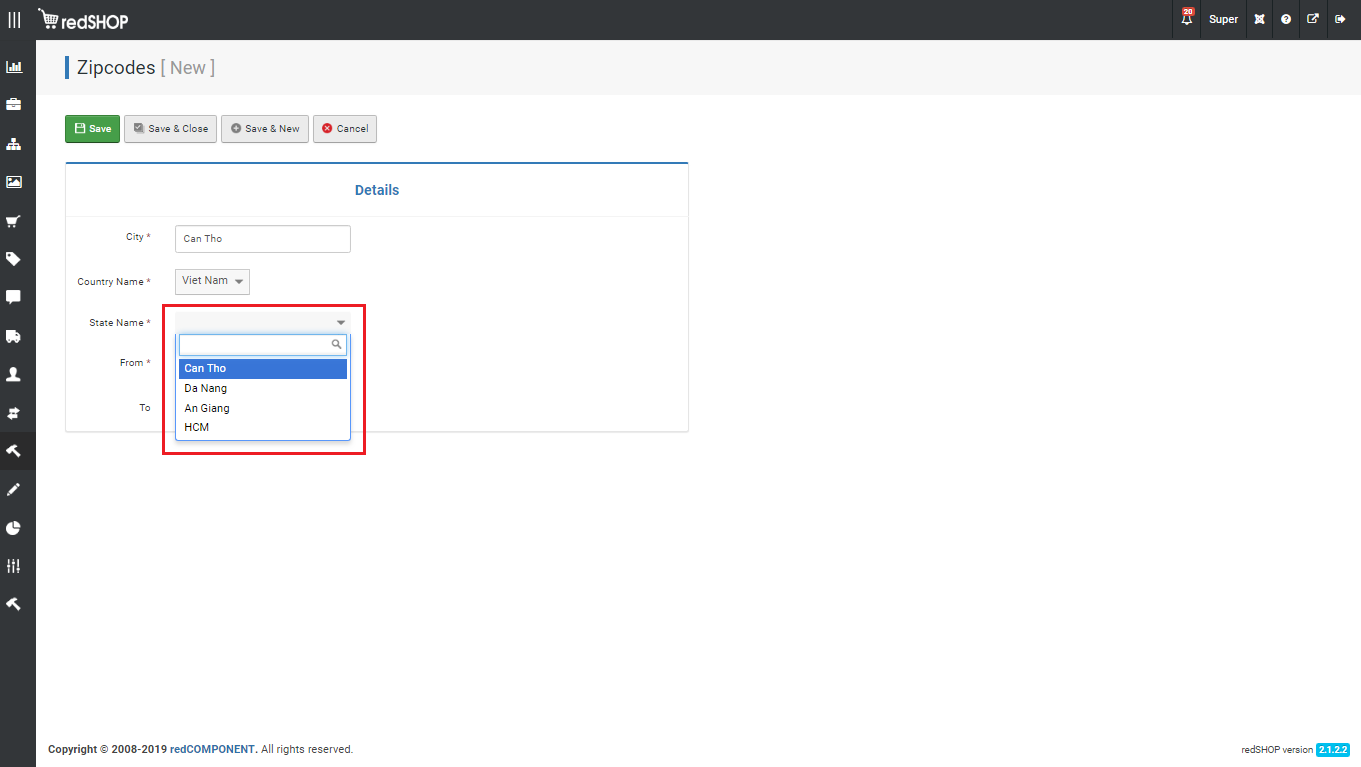 redSHOP
20
Super
Zipcodes [ New ]
Save
Save & Close
Save & New
Cancel
Details
City *
Can Tho
Country Name *
Viet Nam
State Name *
From *
To
Can Tho
Da Nang
An Giang
HCM
Copyright © 2008-2019 redCOMPONENT. All rights reserved.
redSHOP version 2.1.2.2